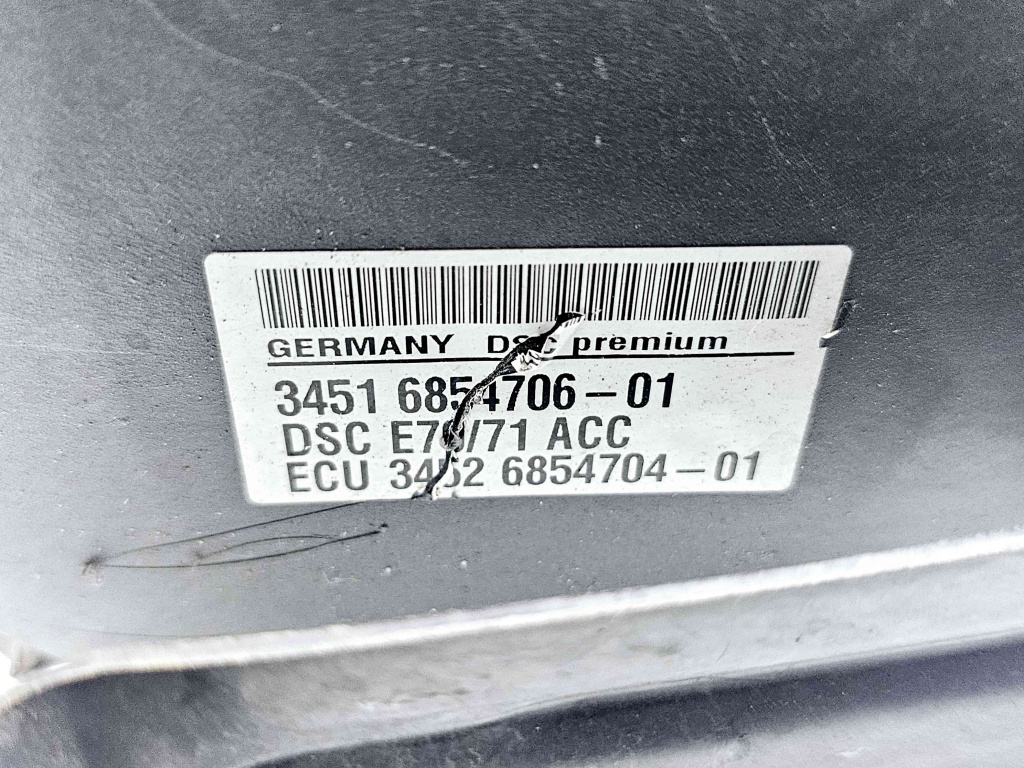 GERMANY DSC premium
3451 6854706-01
DSC E70/71 ACC
ECU 3452 6854704-01